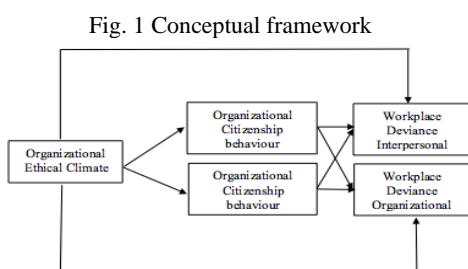 Fig. 1 Conceptual framework
Organizational
Citizenship
behaviour
Workplace
Deviance
Interpersonal
Organizational
Ethical Climate
Organizational
Citizenship
behaviour
Workplace
Deviance
Organizational